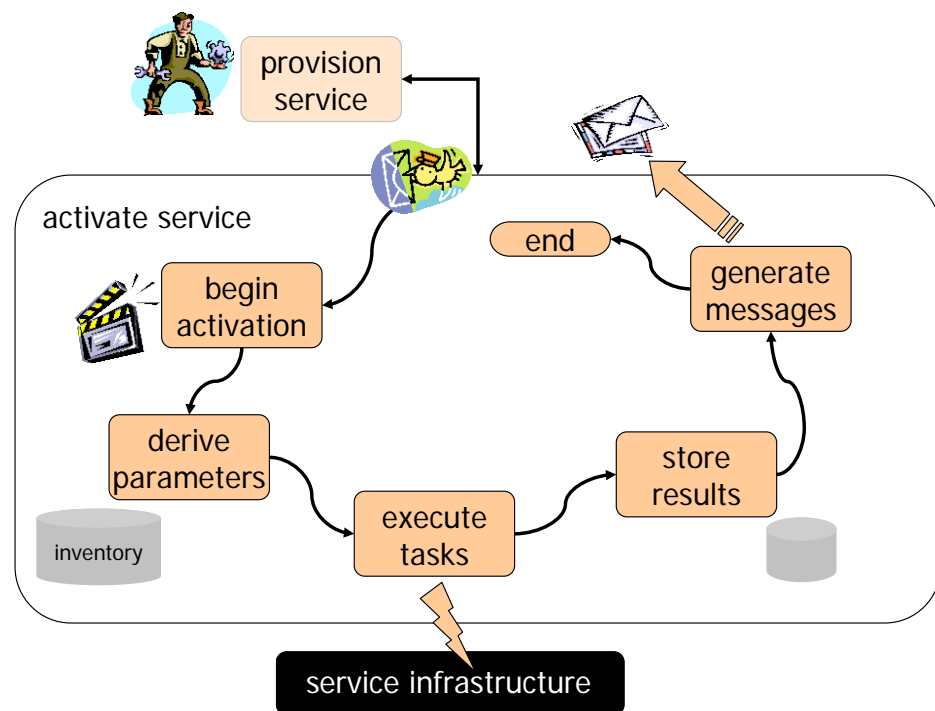 provision
service
activate service
end
generate
messages
begin
activation
derive
parameters
store
results
execute
tasks
inventory
service infrastructure